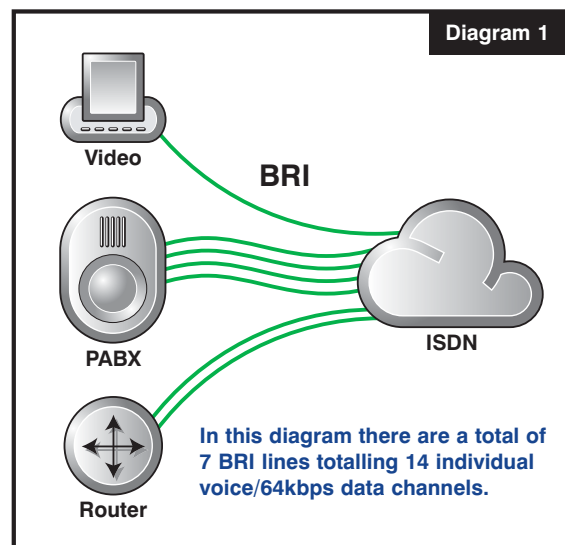 Diagram 1
Video
BRI
PABX
ISDN
Router
In this diagram there are a total of
7 BRI lines totalling 14 individual
voice/64kbps data channels.